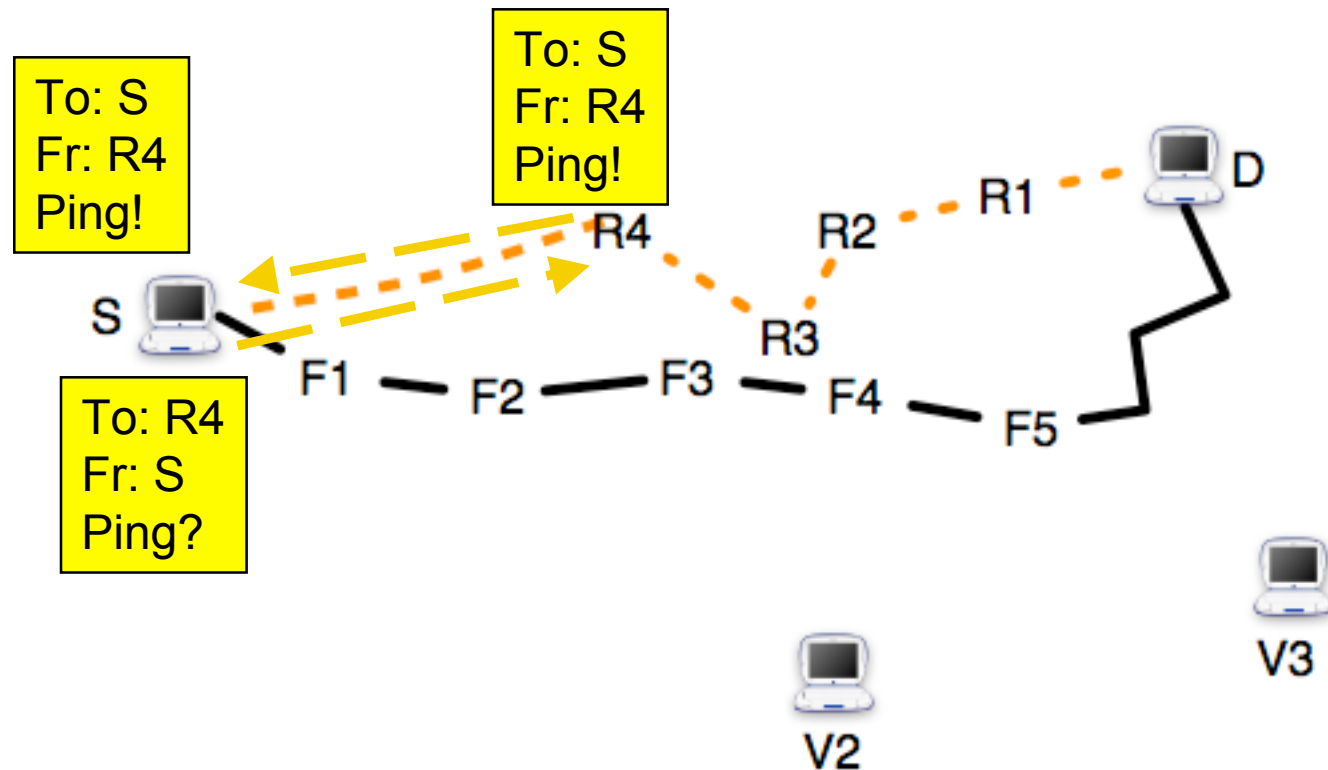 To: S
Fr: R4
Ping!
To: S
Fr: R4
Ping!
D
R1
R2
R4
R3
S
F1
F2
F3
F4
F5
To: R4
Fr: S
Ping?
V3
V2